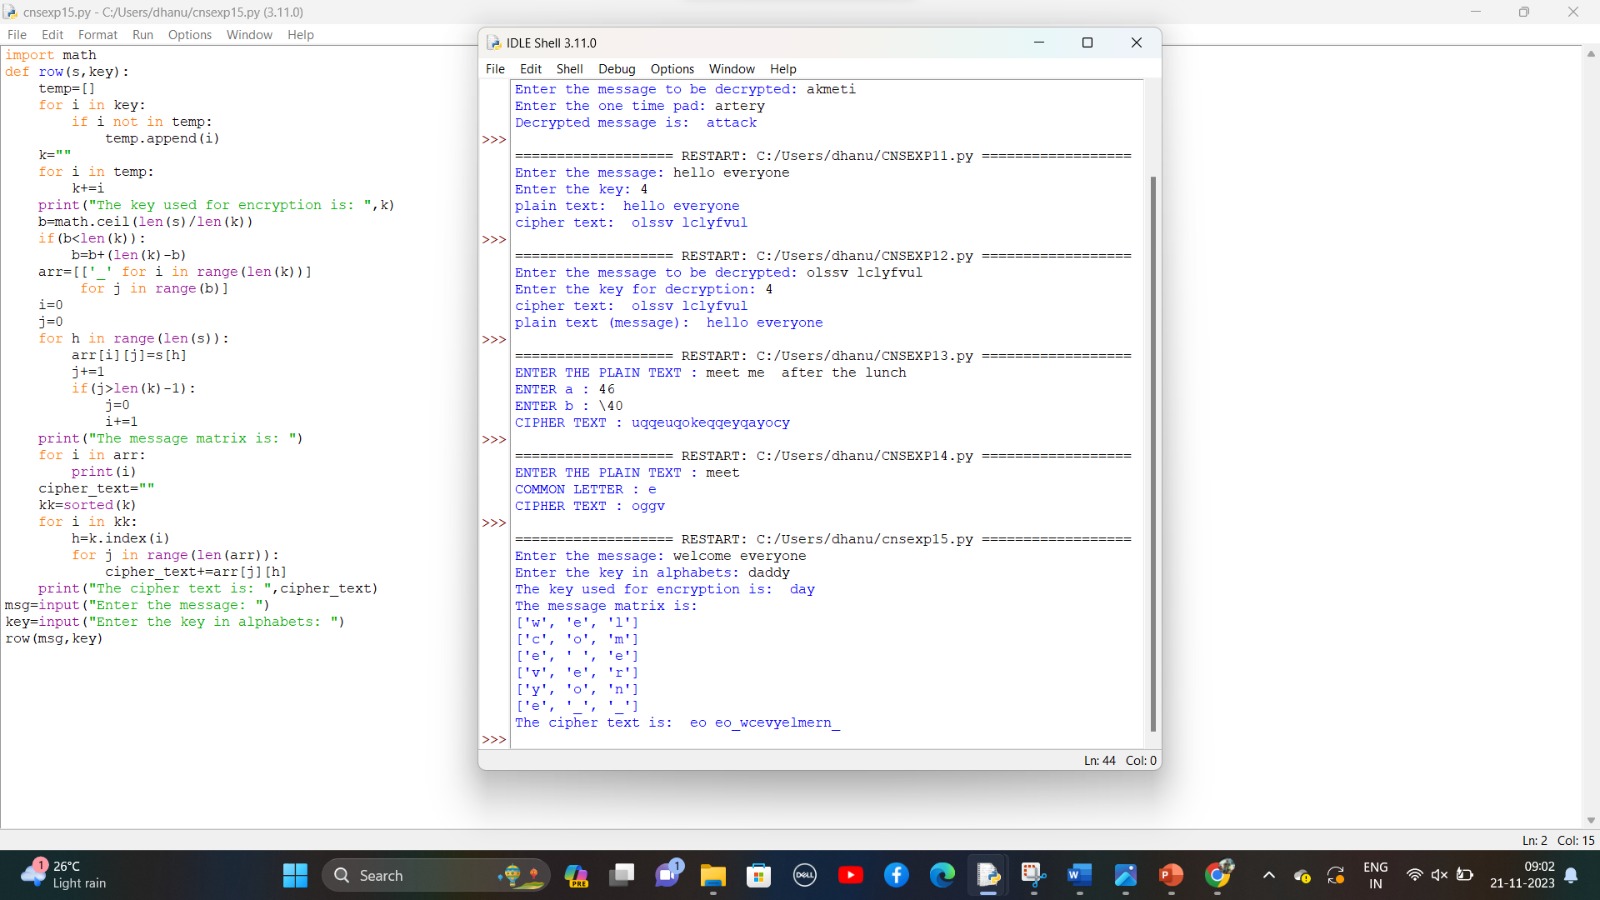 cnsexp15.py - C:/Users/dhanu/cnsexp15.py (3.11.0)
File Edit Format Run Options Window Help
import math
def row(s,key):
    temp=[]
    for i in key:
        if i not in temp:
            temp.append(i)
    k=""
    for i in temp:
        k+=i
    print("The key used for encryption is: ",k)
    b=math.ceil(len(s)/len(k))
    if(b<len(k)):
        b=b+(len(k)-b)
    arr=[['_' for i in range(len(k))]
         for j in range(b)]
    i=0
    j=0
    for h in range(len(s)):
        arr[i][j]=s[h]
        j+=1
        if(j>len(k)-1):
            j=0
            i+=1
    print("The message matrix is: ")
    for i in arr:
        print(i)
    cipher_text=""
    kk=sorted(k)
    for i in kk:
        h=k.index(i)
        for j in range(len(arr)):
            cipher_text+=arr[j][h]
    print("The cipher text is: ",cipher_text)
msg=input("Enter the message: ")
key=input("Enter the key in alphabets: ")
row(msg,key)
IDLE Shell 3.11.0
File Edit Shell Debug Options Window Help
Enter the message to be decrypted: akmeti
Enter the one time pad: artery
Decrypted message is:  attack
>>>
=================== RESTART: C:/Users/dhanu/CNSEXP11.py ==================
Enter the message: hello everyone
Enter the key: 4
plain text:  hello everyone
cipher text:  olssv lclyfvul
>>>
=================== RESTART: C:/Users/dhanu/CNSEXP12.py ==================
Enter the message to be decrypted: olssv lclyfvul
Enter the key for decryption: 4
cipher text:  olssv lclyfvul
plain text (message):  hello everyone
>>>
=================== RESTART: C:/Users/dhanu/CNSEXP13.py ==================
ENTER THE PLAIN TEXT : meet me  after the lunch
ENTER a : 46
ENTER b : \40
CIPHER TEXT : uqqeuqokeqqeyqayocy
>>>
=================== RESTART: C:/Users/dhanu/CNSEXP14.py ==================
ENTER THE PLAIN TEXT : meet
COMMON LETTER : e
CIPHER TEXT : oggv
>>>
=================== RESTART: C:/Users/dhanu/cnsexp15.py ==================
Enter the message: welcome everyone
Enter the key in alphabets: daddy
The key used for encryption is:  day
The message matrix is:
['w', 'e', 'l']
['c', 'o', 'm']
['e', ' ', 'e']
['v', 'e', 'r']
['y', 'o', 'n']
['e', '_', '_']
The cipher text is:  eo eo_wcevyelmern_
>>>
Ln: 44 Col: 0
Ln: 2 Col: 15
1
26°C
Light rain
Search
PRE
1
DELL
ENG
IN
09:02
21-11-2023